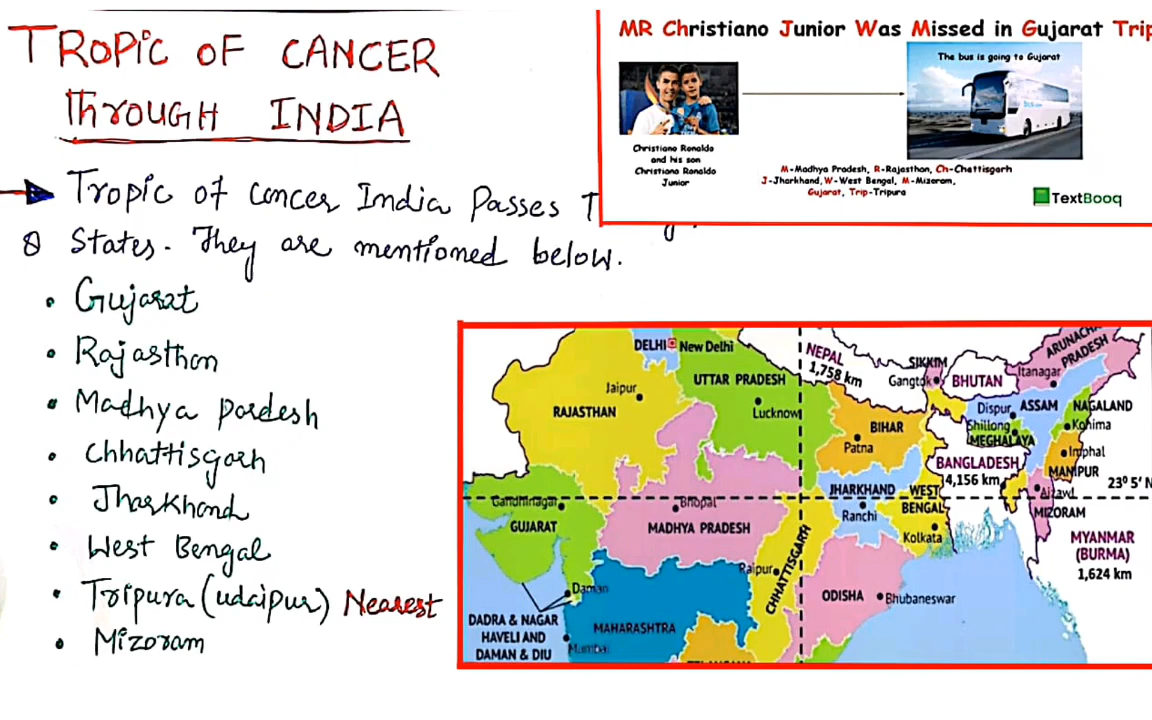 TROPIC OF CANCER
ThROUGH INDIA
Tropic of Cancer India Passes T
8 States. They are mentioned below.
• Gujarat
• Rajasthan
• Madhya pardesh
• Chhattisgarh
• Jharkhand
• West Bengal
• Tripura (udaipur) Nearest
• Mizoram
MR Christiano Junior Was Missed in Gujarat Trip
The bus is going to Gujarat
Christiano Ronaldo
and his son
Christiano Ronaldo
Junior
M-Madhya Pradesh, R-Rajasthan, Ch-Chattisgarh
J-Jharkhand, W-West Bengal, M-Mizoram,
Gujarat, Trip-Tripura
TextBooq
DELHI New Delhi
NEPAL
1,758 km
SIKKIM
Gangtok
BHUTAN
ARUNACHA
PRADESH
Itanagar
Jaipur
RAJASTHAN
UTTAR PRADESH
Lucknow
BIHAR
Patna
Dispur
ASSAM
NAGALAND
Shillong
Kohima
MEGHALAYA
BANGLADESH
4,156 km
Imphal
MANIPUR
23° 5' N
Gandhinagar
GUJARAT
Bhopal
MADHYA PRADESH
JHARKHAND
Ranchi
WEST
BENGAL
Kolkata
Aizawl
MIZORAM
MYANMAR
(BURMA)
1,624 km
Raipur
CHHATTISGARH
ODISHA
Bhubaneswar
Daman
DADRA & NAGAR
HAVELI AND
DAMAN & DIU
MAHARASHTRA
Mumbai